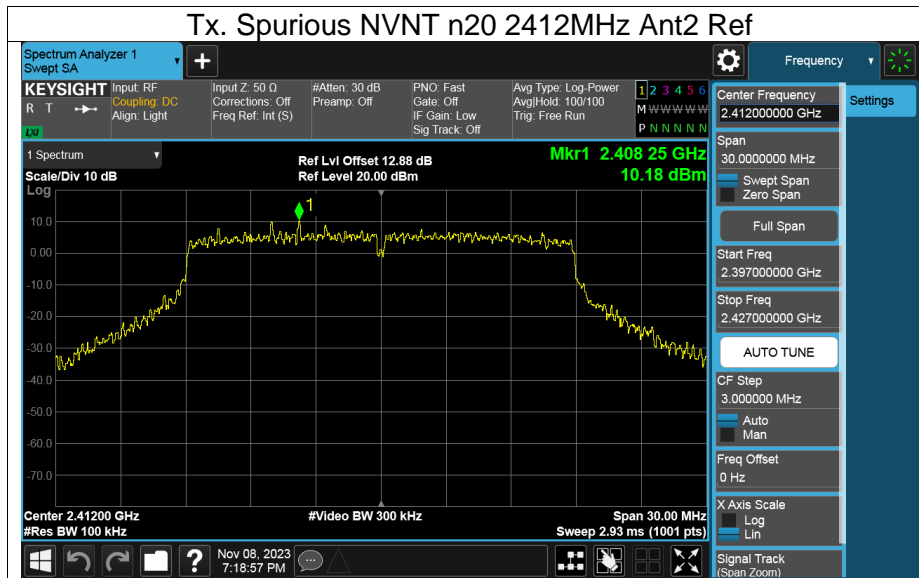 Tx. Spurious NVNT n20 2412MHz Ant2 Ref
Spectrum Analyzer 1
Swept SA
+
Frequency
KEYSIGHT
R T
LXI
Input: RF
Coupling: DC
Align: Light
Input Z: 50 Ω
Corrections: Off
Freq Ref: Int (S)
#Atten: 30 dB
Preamp: Off
PNO: Fast
Gate: Off
IF Gain: Low
Sig Track: Off
Avg Type: Log-Power
Avg|Hold: 100/100
Trig: Free Run
1 2 3 4 5 6
M W W W W W
P N N N N N
1 Spectrum
Scale/Div 10 dB
Log
Ref Lvl Offset 12.88 dB
Ref Level 20.00 dBm
Mkr1 2.408 25 GHz
10.18 dBm
1
10.0
0.00
-10.0
-20.0
-30.0
-40.0
-50.0
-60.0
-70.0
Center 2.41200 GHz
#Res BW 100 kHz
#Video BW 300 kHz
Span 30.00 MHz
Sweep 2.93 ms (1001 pts)
Center Frequency
2.412000000 GHz
Settings
Span
30.0000000 MHz
Swept Span
Zero Span
Full Span
Start Freq
2.397000000 GHz
Stop Freq
2.427000000 GHz
AUTO TUNE
CF Step
3.000000 MHz
Auto
Man
Freq Offset
0 Hz
X Axis Scale
Log
Lin
Signal Track
(Span Zoom)
?
Nov 08, 2023
7:18:57 PM